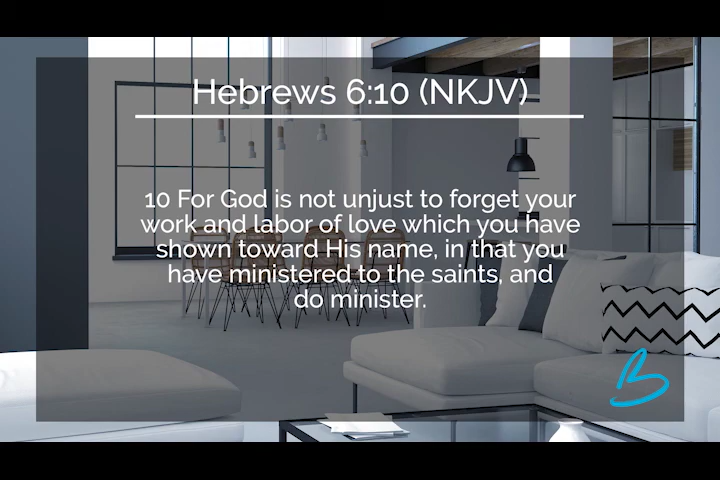 Hebrews 6:10 (NKJV)
10 For God is not unjust to forget your
work and labor of love which you have
shown toward His name, in that you
have ministered to the saints, and
do minister.
B